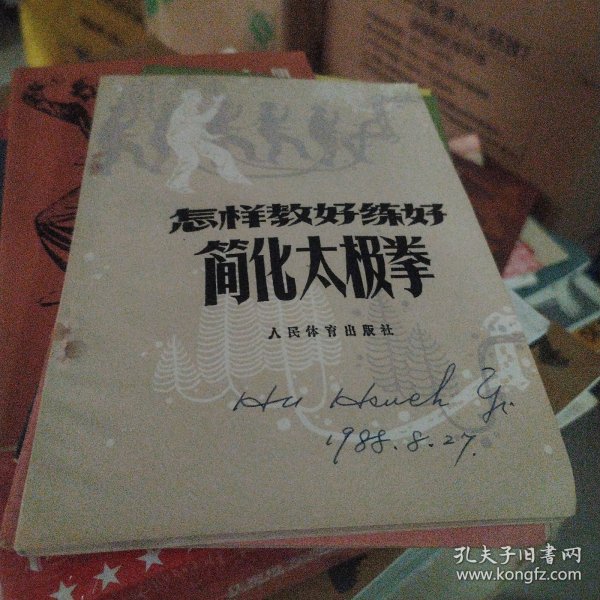 怎样教好练好
简化太极拳
人民体育出版社
Hu Hsueh Yi
1988.8.27.
孔夫子旧书网
www.kongfz.com